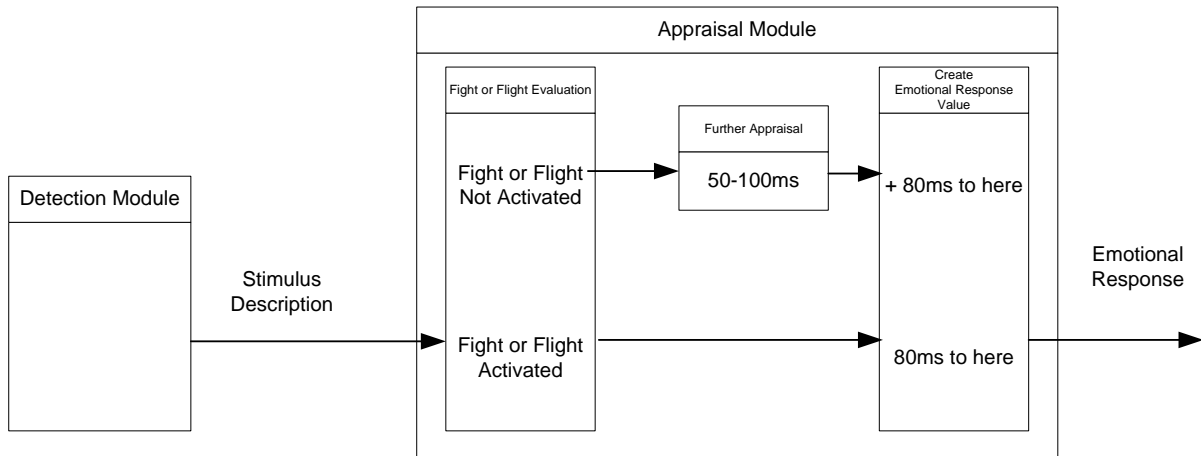 Appraisal Module
Detection Module
Stimulus
Description
Fight or Flight Evaluation
Fight or Flight
Not Activated
Fight or Flight
Activated
Further Appraisal
50-100ms
Create
Emotional Response
Value
+ 80ms to here
80ms to here
Emotional
Response